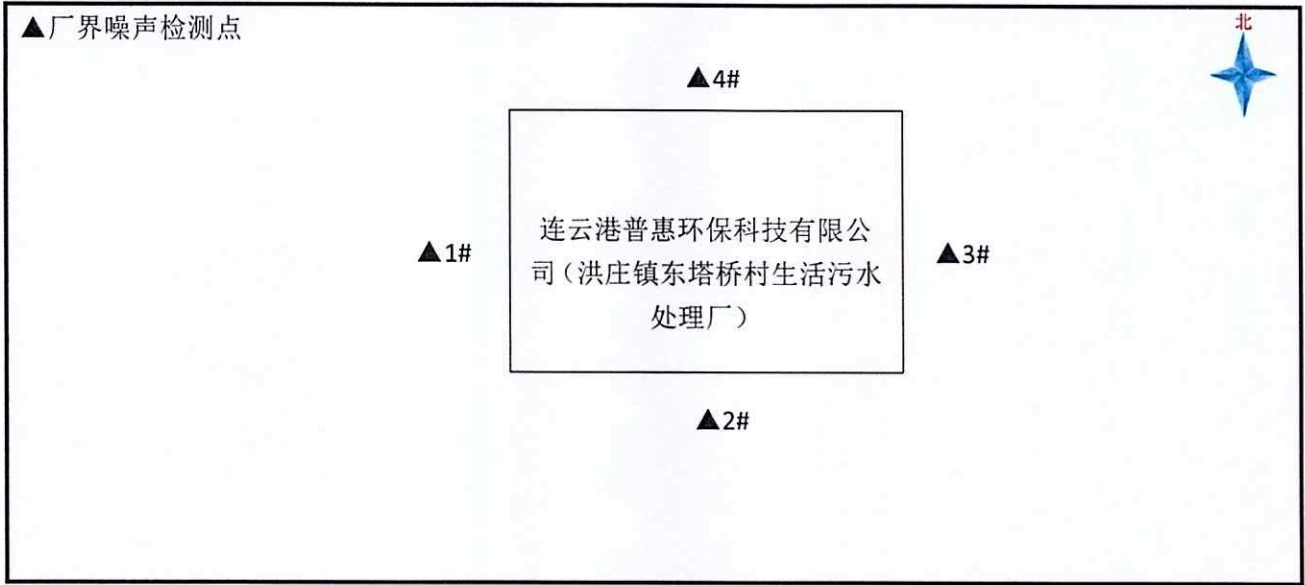 ▲厂界噪声检测点
北
▲4#
连云港普惠环保科技有限公
▲1#
司（洪庄镇东塔桥村生活污水
▲3#
处理厂）
▲2#